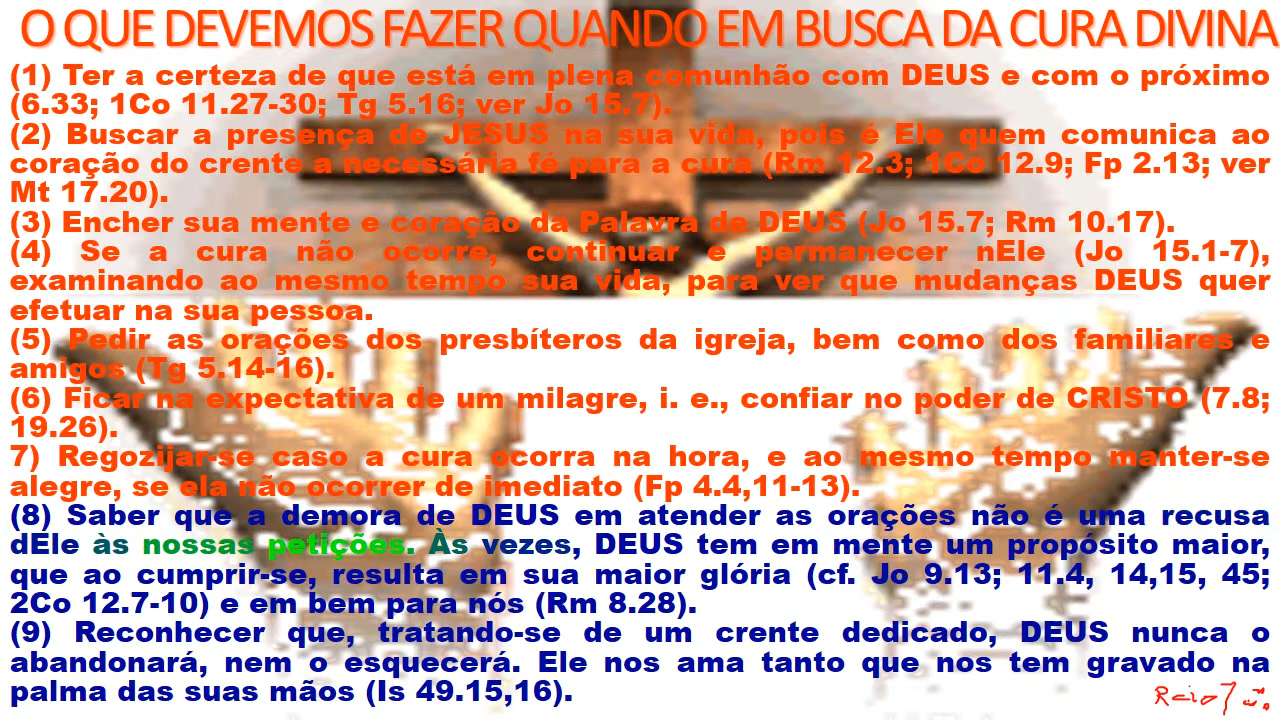 O QUE DEVEMOS FAZER QUANDO EM BUSCA DA CURA DIVINA
(1) Ter a certeza de que está em plena comunhão com DEUS e com o próximo
(6.33; 1Co 11.27-30; Tg 5.16; ver Jo 15.7).
(2) Buscar a presença de JESUS na sua vida, pois é Ele quem comunica ao
coração do crente a necessária fé para a cura (Rm 12.3; 1Co 12.9; Fp 2.13; ver
Mt 17.20).
(3) Encher sua mente e coração da Palavra de DEUS (Jo 15.7; Rm 10.17).
(4) Se a cura não ocorre, continuar e permanecer nEle (Jo 15.1-7),
examinando ao mesmo tempo sua vida, para ver que mudanças DEUS quer
efetuar na sua pessoa.
(5) Pedir as orações dos presbíteros da igreja, bem como dos familiares e
amigos (Tg 5.14-16).
(6) Ficar na expectativa de um milagre, i. e., confiar no poder de CRISTO (7.8;
19.26).
7) Regozijar-se caso a cura ocorra na hora, e ao mesmo tempo manter-se
alegre, se ela não ocorrer de imediato (Fp 4.4,11-13).
(8) Saber que a demora de DEUS em atender as orações não é uma recusa
dEle às nossas petições. Às vezes, DEUS tem em mente um propósito maior,
que ao cumprir-se, resulta em sua maior glória (cf. Jo 9.13; 11.4, 14,15, 45;
2Co 12.7-10) e em bem para nós (Rm 8.28).
(9) Reconhecer que, tratando-se de um crente dedicado, DEUS nunca o
abandonará, nem o esquecerá. Ele nos ama tanto que nos tem gravado na
palma das suas mãos (Is 49.15,16).